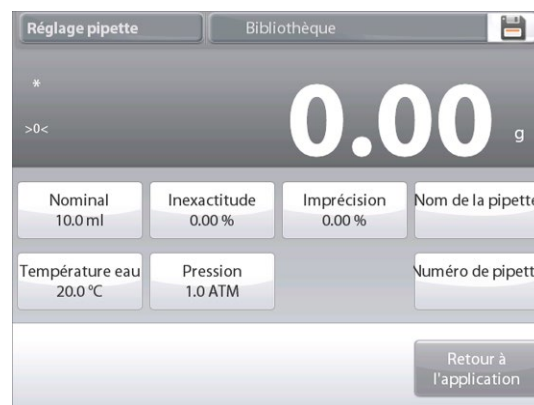 Réglage pipette
Bibliothèque
*
>0<
0.00 g
Nominal
10.0 ml
Inexactitude
0.00 %
Imprécision
0.00 %
Nom de la pipette
Température eau
20.0 °C
Pression
1.0 ATM
Numéro de pipett
Retour à
l'application